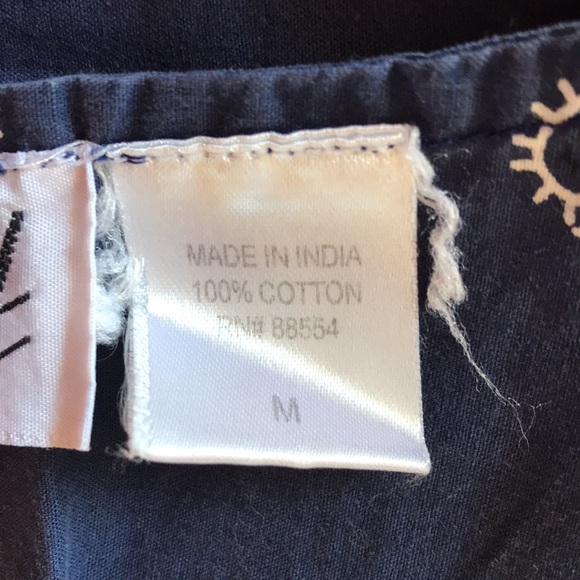 MADE IN INDIA
100% COTTON
RN# 88554
M